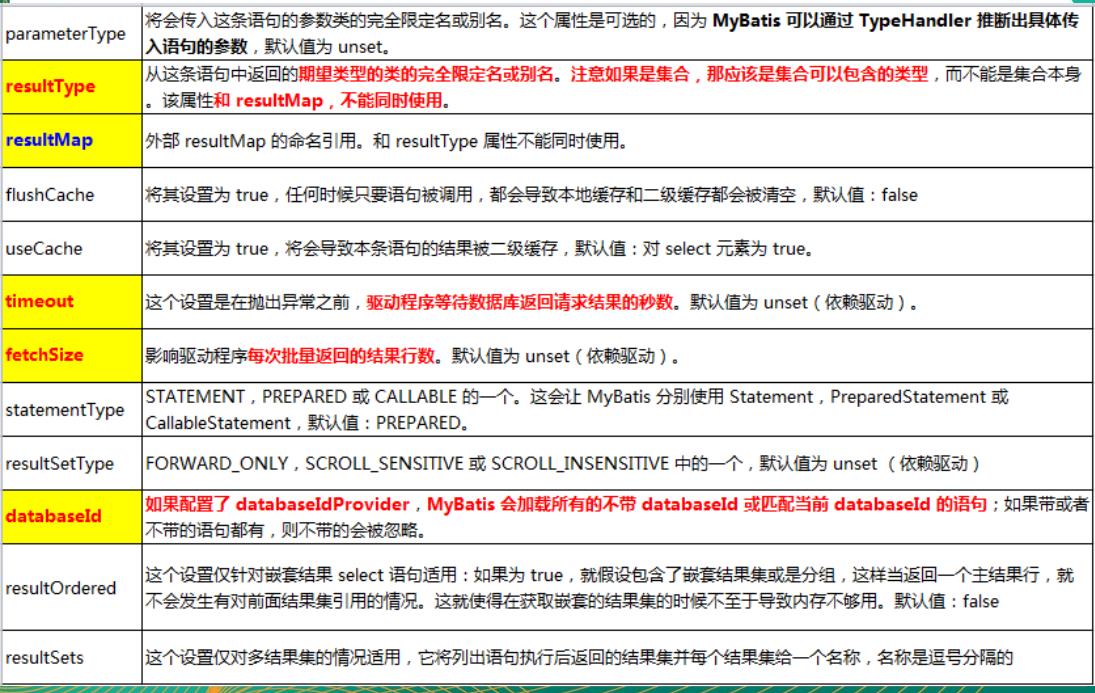 parameterType
将会传入这条语句的参数类的完全限定名或别名。这个属性是可选的，因为 MyBatis 可以通过 TypeHandler 推断出具体传
入语句的参数，默认值为 unset。
resultType
从这条语句中返回的期望类型的类的完全限定名或别名。注意如果是集合，那应该是集合可以包含的类型，而不能是集合本身
。该属性和 resultMap，不能同时使用。
resultMap
外部 resultMap 的命名引用。和 resultType 属性不能同时使用。
flushCache
将其设置为 true，任何时候只要语句被调用，都会导致本地缓存和二级缓存都会被清空，默认值：false
useCache
将其设置为 true，将会导致本条语句的结果被二级缓存，默认值：对 select 元素为 true。
timeout
这个设置是在抛出异常之前，驱动程序等待数据库返回请求结果的秒数。默认值为 unset（依赖驱动）。
fetchSize
影响驱动程序每次批量返回的结果行数。默认值为 unset（依赖驱动）。
statementType
STATEMENT，PREPARED 或 CALLABLE 的一个。这会让 MyBatis 分别使用 Statement，PreparedStatement 或
CallableStatement，默认值：PREPARED。
resultSetType
FORWARD_ONLY，SCROLL_SENSITIVE 或 SCROLL_INSENSITIVE 中的一个，默认值为 unset （依赖驱动）
databaseId
如果配置了 databaseIdProvider，MyBatis 会加载所有的不带 databaseId 或匹配当前 databaseId 的语句；如果带或者
不带的语句都有，则不带的会被忽略。
resultOrdered
这个设置仅针对嵌套结果 select 语句适用：如果为 true，就假设包含了嵌套结果集或是分组，这样当返回一个主结果行，就
不会发生有对前面结果集引用的情况。这就使得在获取嵌套的结果集的时候不至于导致内存不够用。默认值：false
resultSets
这个设置仅对多结果集的情况适用，它将列出语句执行后返回的结果集并每个结果集给一个名称，名称是逗号分隔的